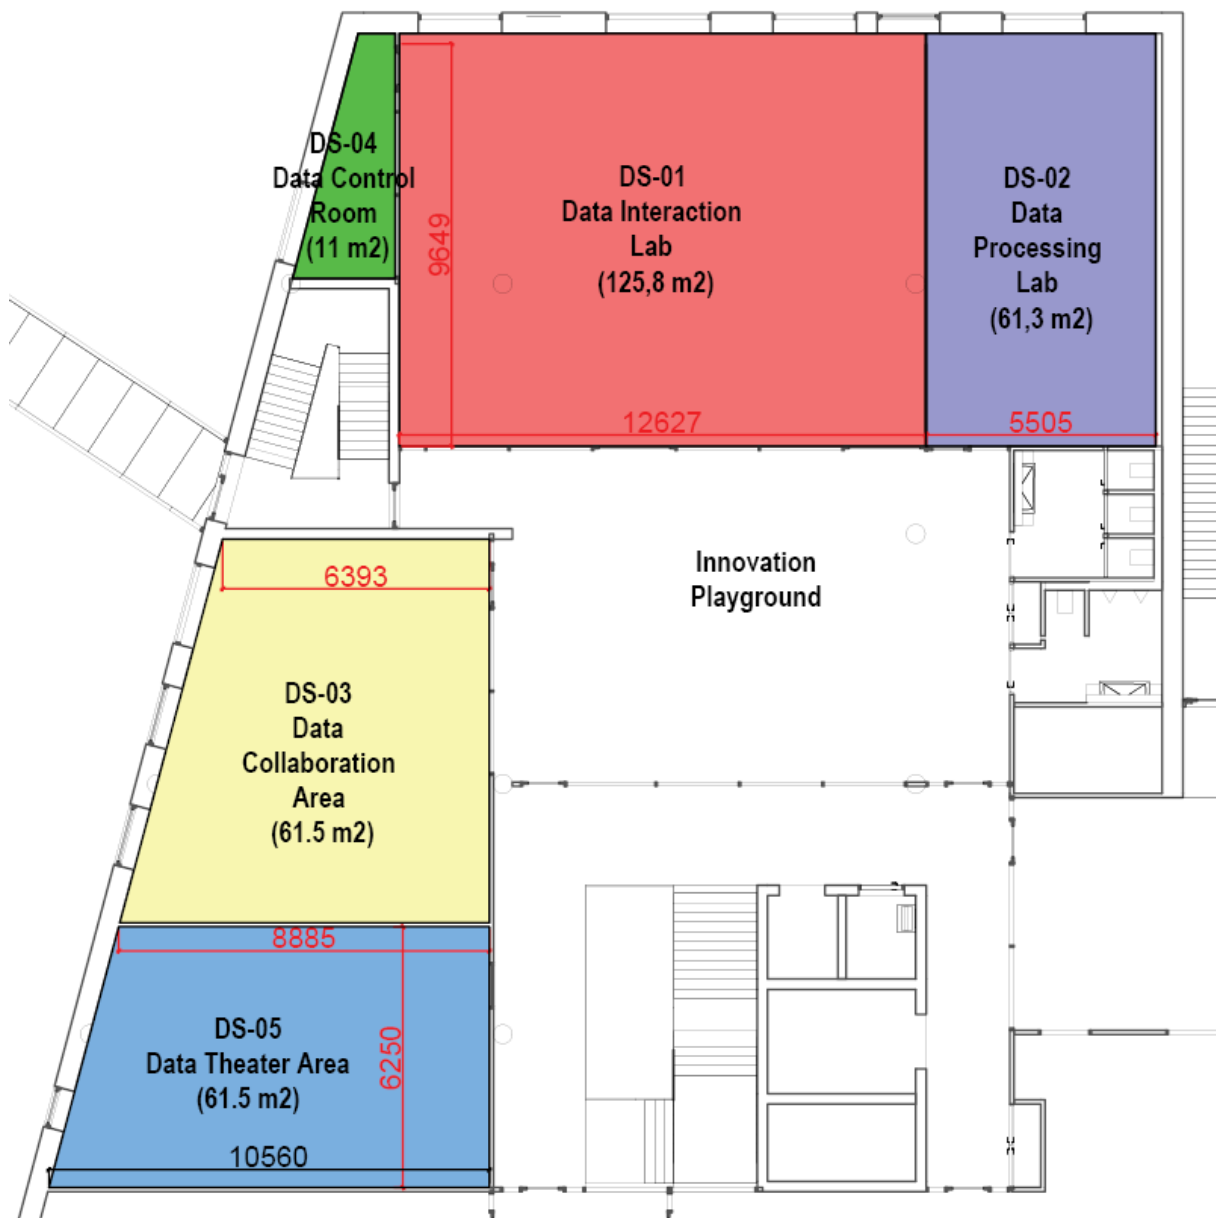 DS-04
Data Control
Room
(11 m2)
9649
DS-01
Data Interaction
Lab
(125,8 m2)
12627
DS-02
Data
Processing
Lab
(61,3 m2)
5505
6393
DS-03
Data
Collaboration
Area
(61.5 m2)
Innovation
Playground
8885
DS-05
Data Theater Area
(61.5 m2)
6250
10560